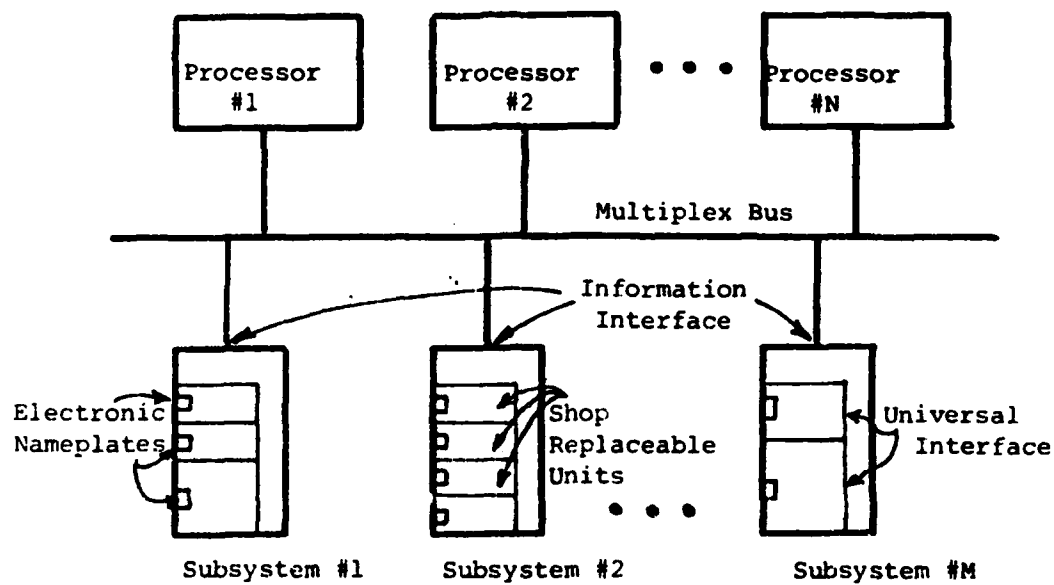 Processor
#1
Processor
#2
Processor
#N
Multiplex Bus
Information
Interface
Electronic
Nameplates
Shop
Replaceable
Units
Universal
Interface
Subsystem #1
Subsystem #2
Subsystem #M